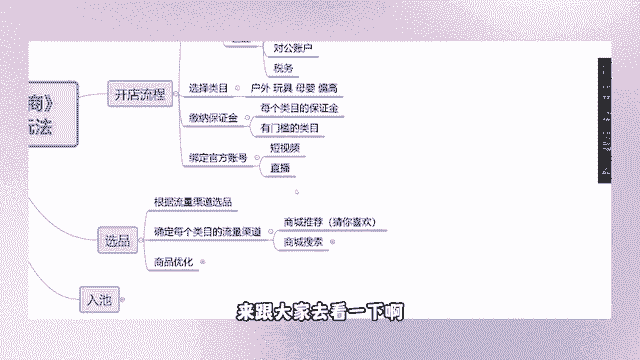 对公账户
税务
商》
玩法
开店流程
选择类目
户外 玩具 母婴 偏高
缴纳保证金
每个类目的保证金
有门槛的类目
绑定官方账号
短视频
直播
选品
根据流量渠道选品
确定每个类目的流量渠道
商城推荐（猜你喜欢）
商城搜索
商品优化
入池
来跟大家去看一下啊